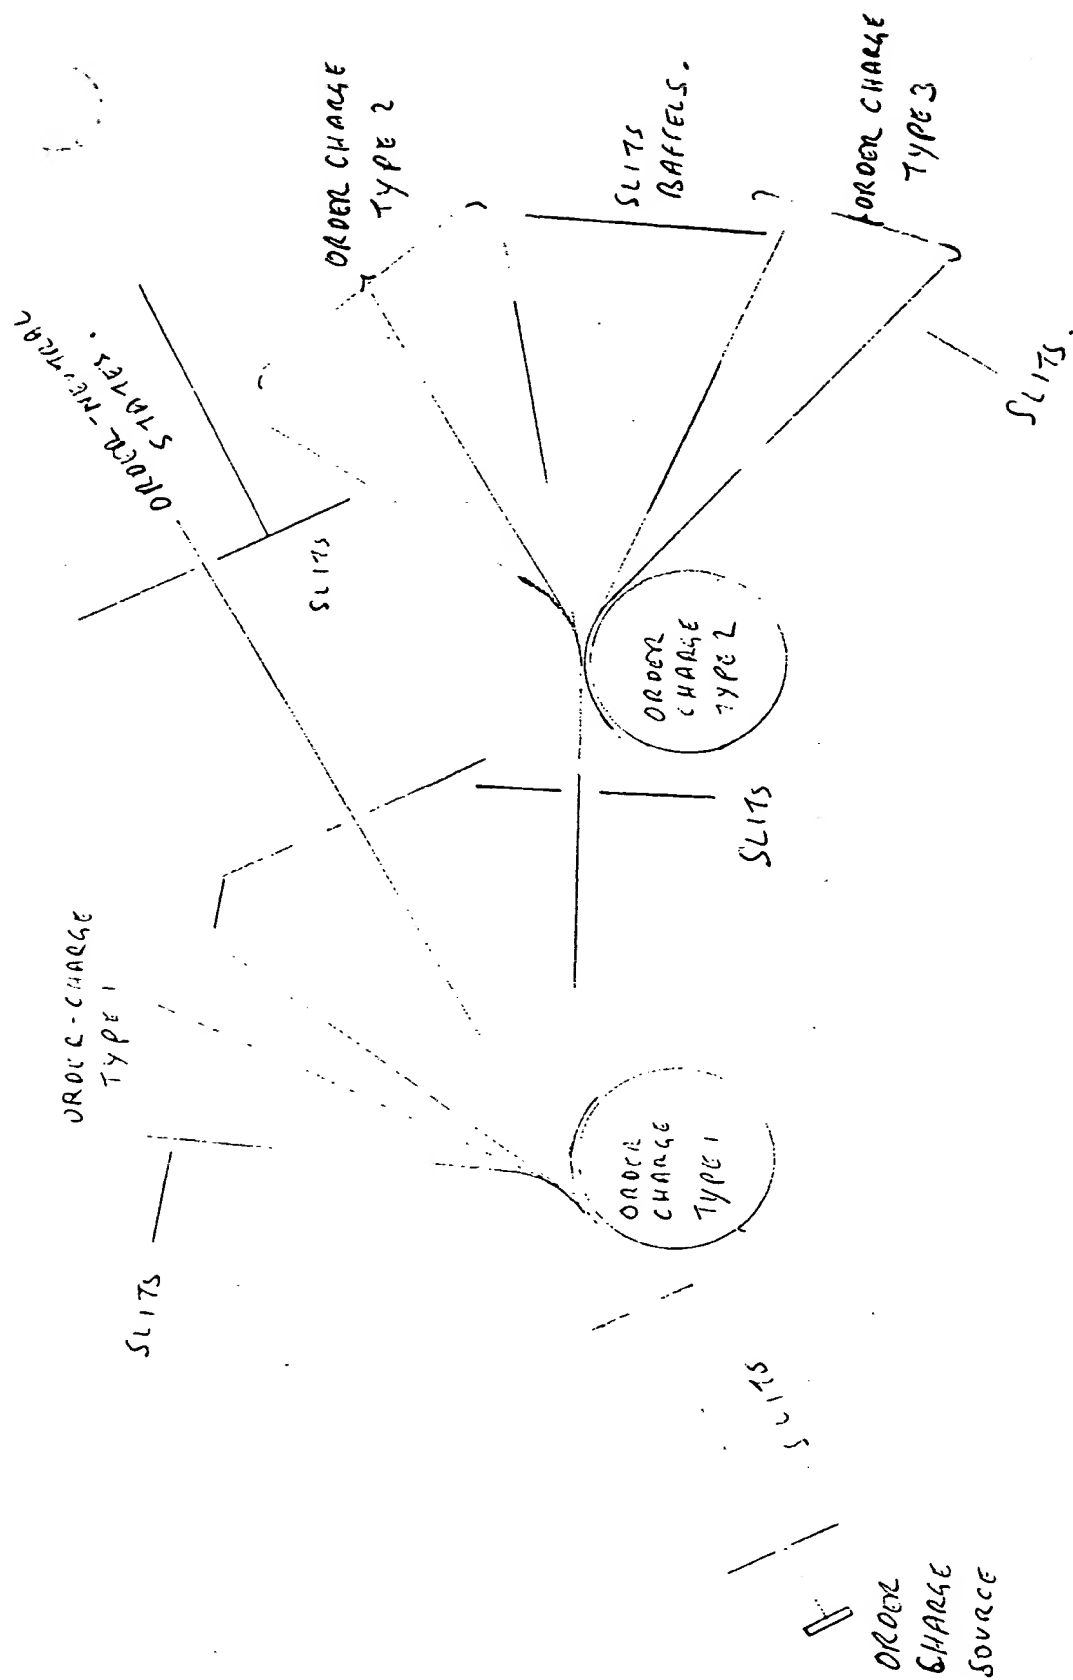 ORDER
CHARGE
SOURCE
SLITS
SLITS
ORDER
CHARGE
TYPE 1
ORDER-CHARGE
TYPE 1
SLITS
ORDER
CHARGE
TYPE 2
SLITS
ORDER-NEUTRAL
STATES.
ORDER CHARGE
TYPE 2
SLITS
BAFFELS.
ORDER CHARGE
TYPE 3
SLITS.